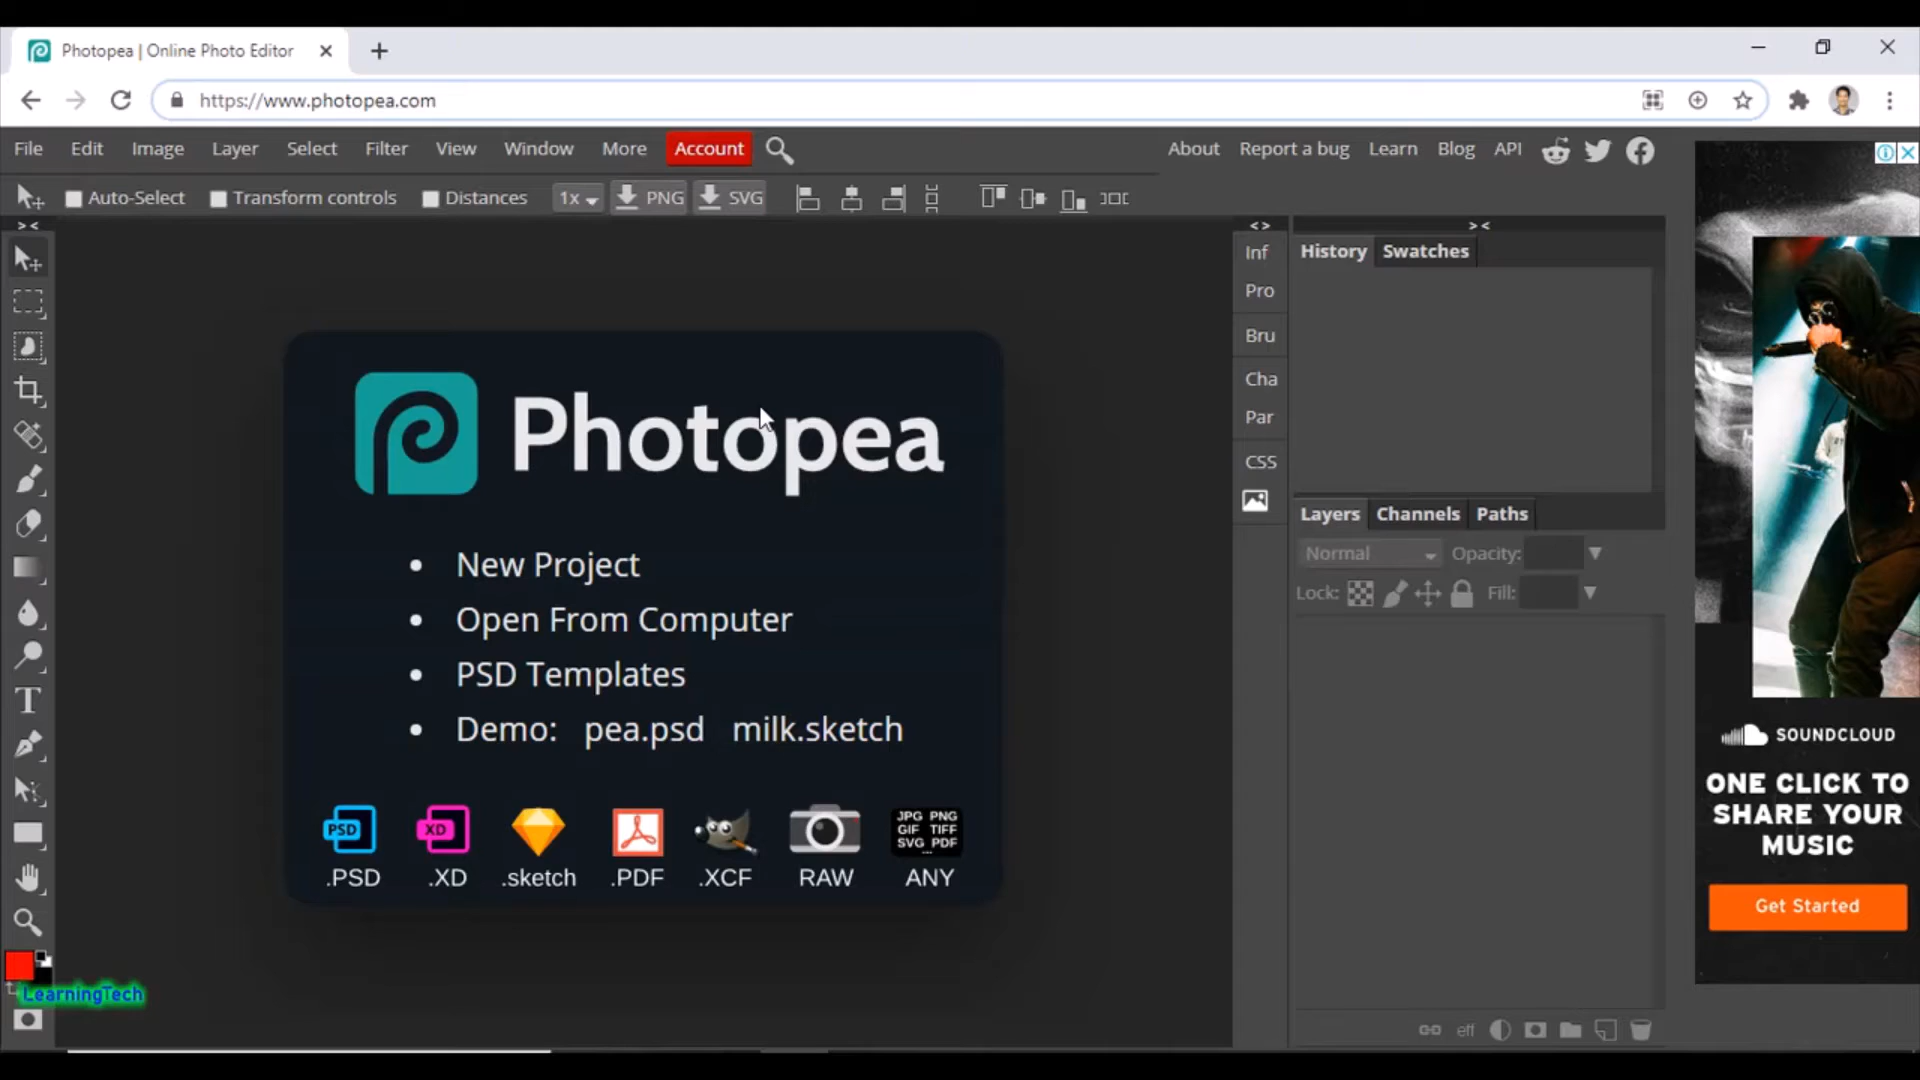 Photopea | Online Photo Editor
https://www.photopea.com
File Edit Image Layer Select Filter View Window More Account About Report a bug Learn Blog API
Auto-Select Transform controls Distances 1x PNG SVG
> <
< >
> <
Inf
Pro
Bru
Cha
Par
CSS
History Swatches
Layers Channels Paths
Normal Opacity:
Lock: Fill:
eff
Photopea
• New Project
• Open From Computer
• PSD Templates
• Demo: pea.psd milk.sketch
PSD XD JPG PNG
GIF TIFF
SVG PDF
...
.PSD .XD .sketch .PDF .XCF RAW ANY
T
LearningTech
SOUNDCLOUD
ONE CLICK TO
SHARE YOUR
MUSIC
Get Started